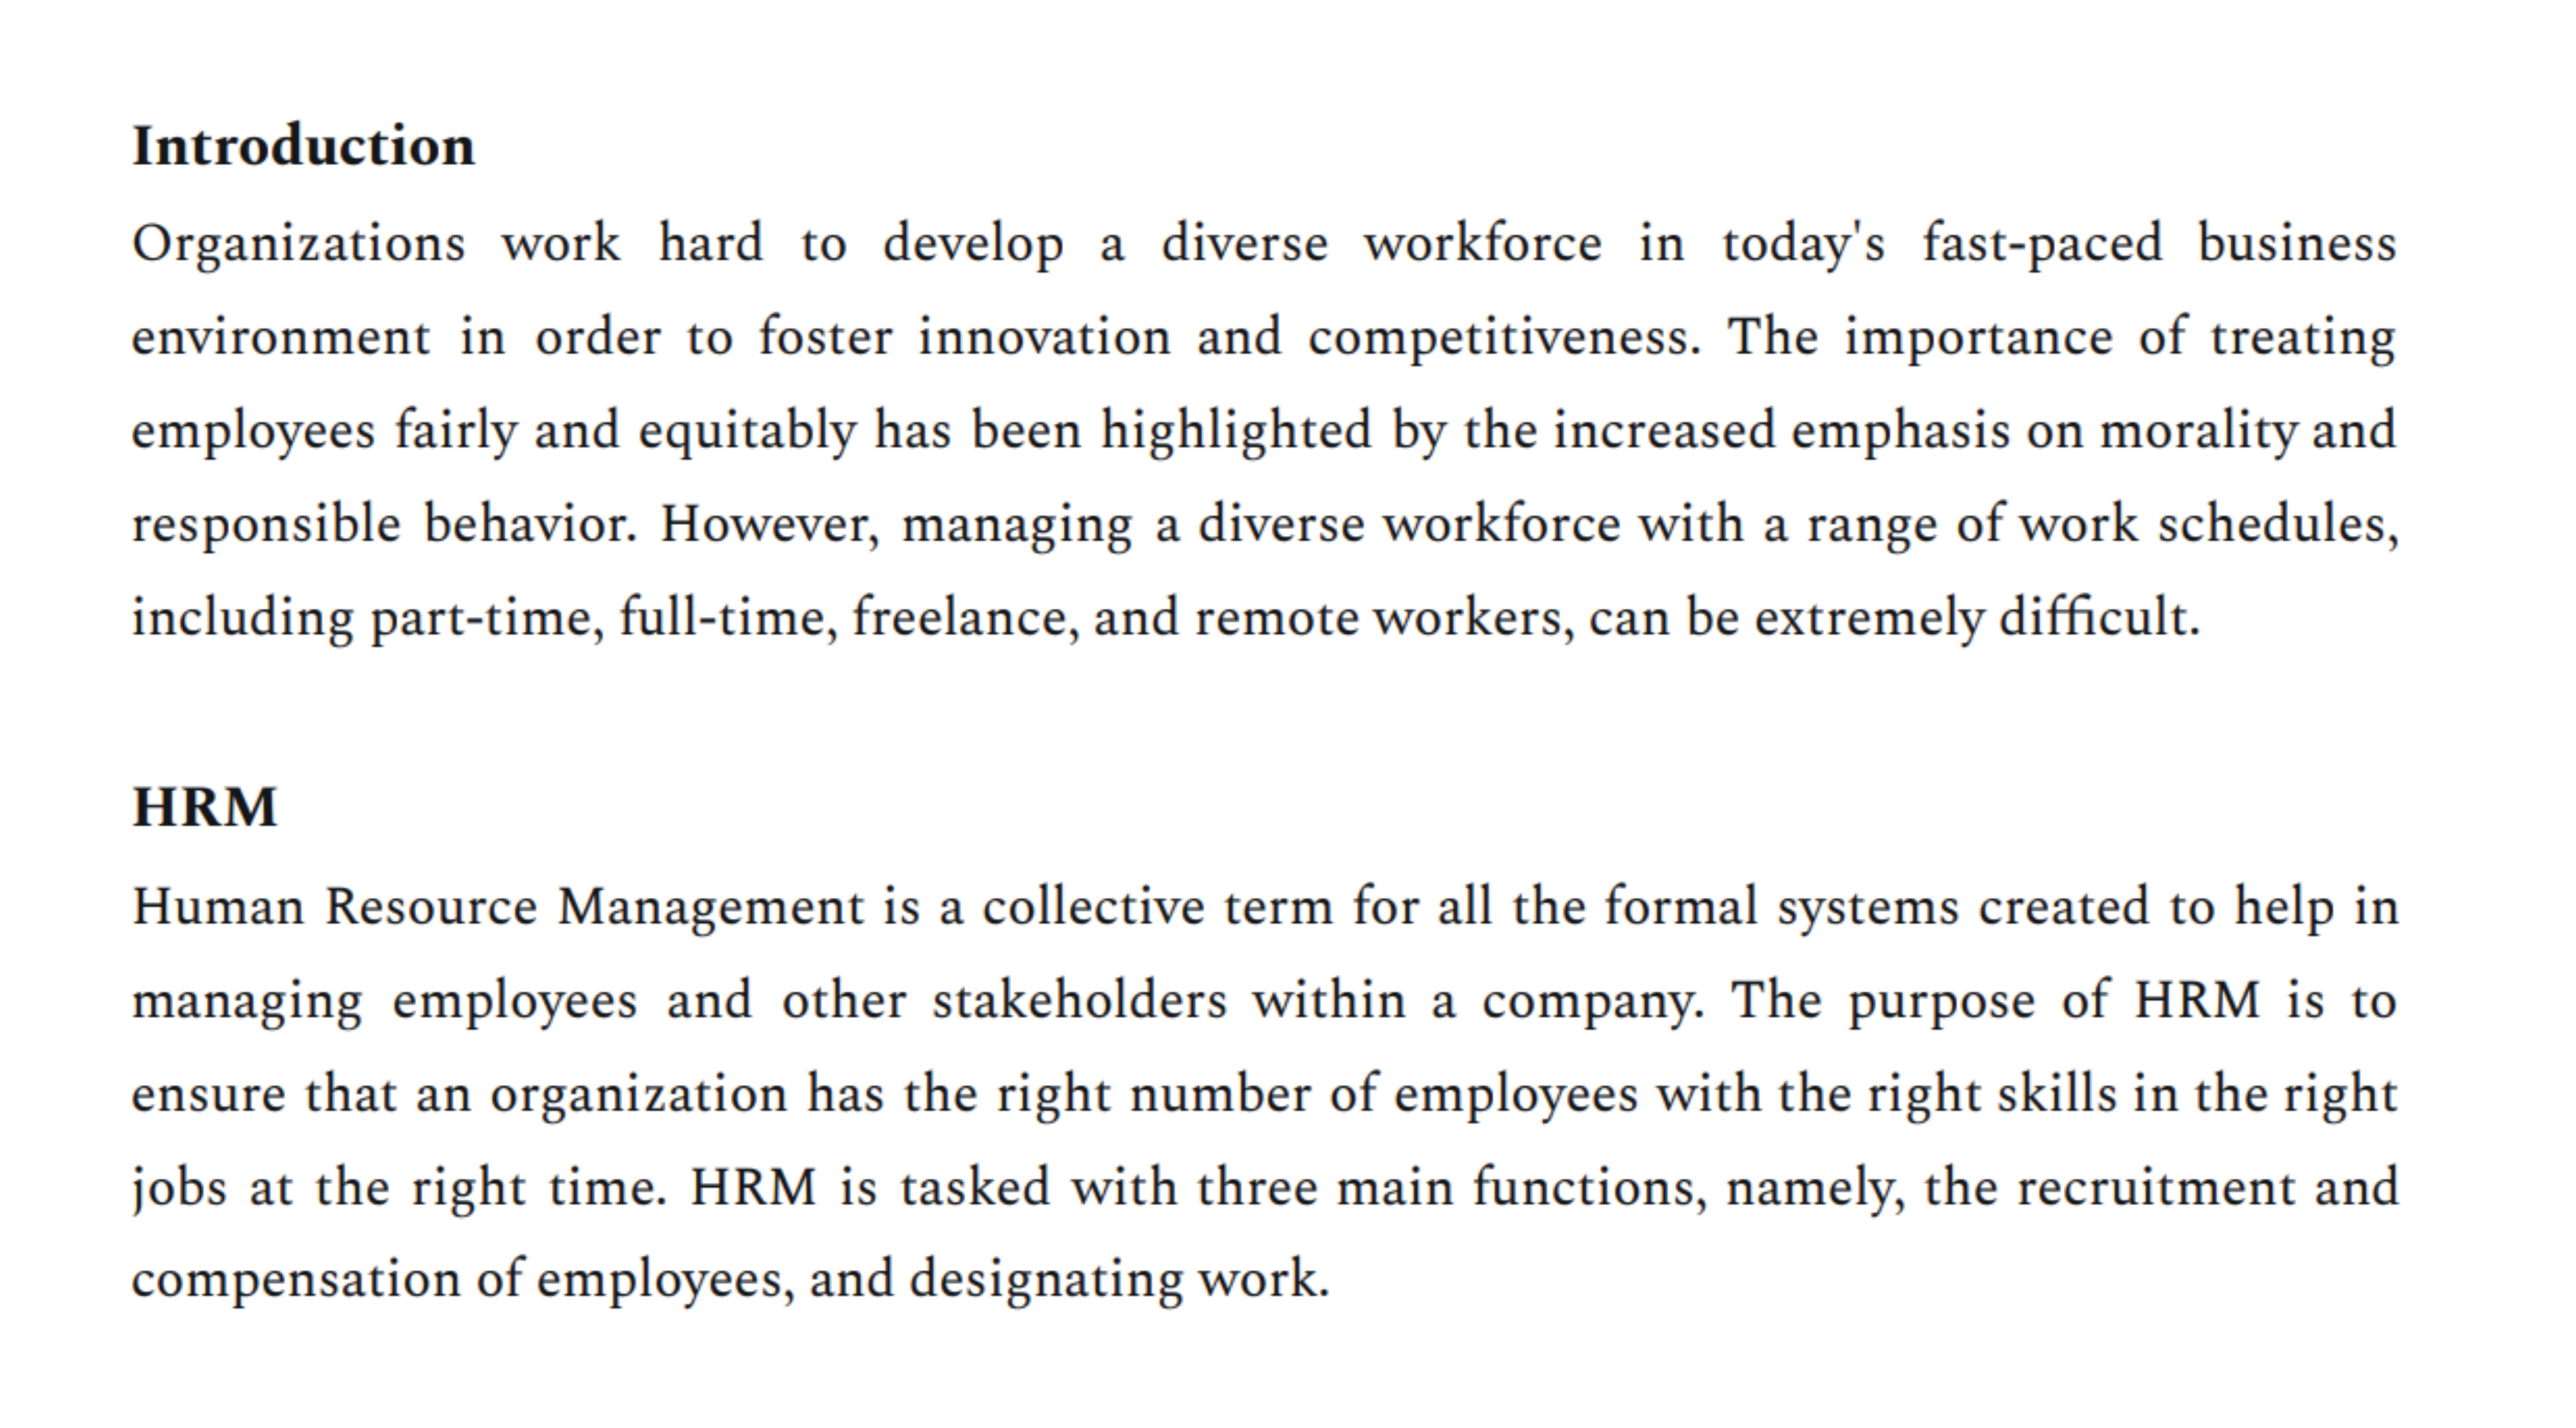 Introduction
Organizations work hard to develop a diverse workforce in today's fast-paced business
environment in order to foster innovation and competitiveness. The importance of treating
employees fairly and equitably has been highlighted by the increased emphasis on morality and
responsible behavior. However, managing a diverse workforce with a range of work schedules,
including part-time, full-time, freelance, and remote workers, can be extremely difficult.
HRM
Human Resource Management is a collective term for all the formal systems created to help in
managing employees and other stakeholders within a company. The purpose of HRM is to
ensure that an organization has the right number of employees with the right skills in the right
jobs at the right time. HRM is tasked with three main functions, namely, the recruitment and
compensation of employees, and designating work.